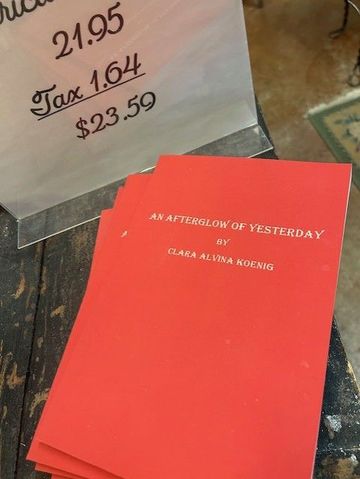 21.95
Tax 1.64
$23.59
AN AFTERGLOW OF YESTERDAY
BY
CLARA ALVINA KOENIG